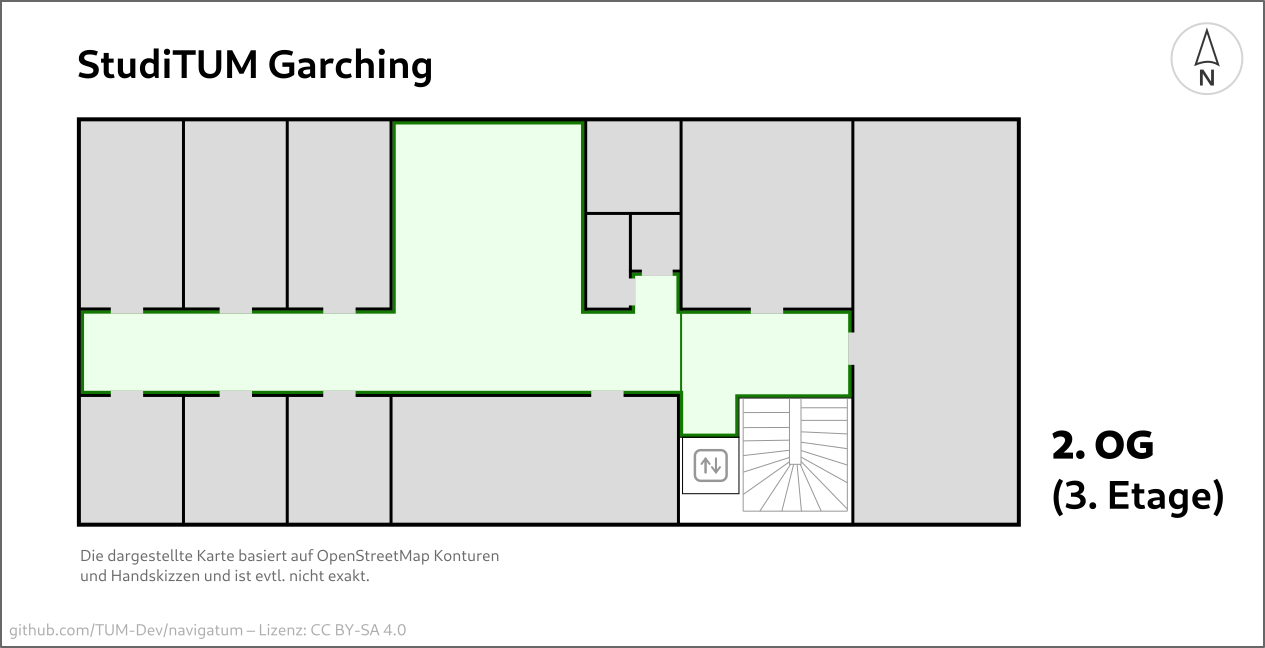 StudiTUM Garching
N
2. OG
(3. Etage)
Die dargestellte Karte basiert auf OpenStreetMap Konturen
und Handskizzen und ist evtl. nicht exakt.
github.com/TUM-Dev/navigatum – Lizenz: CC BY-SA 4.0